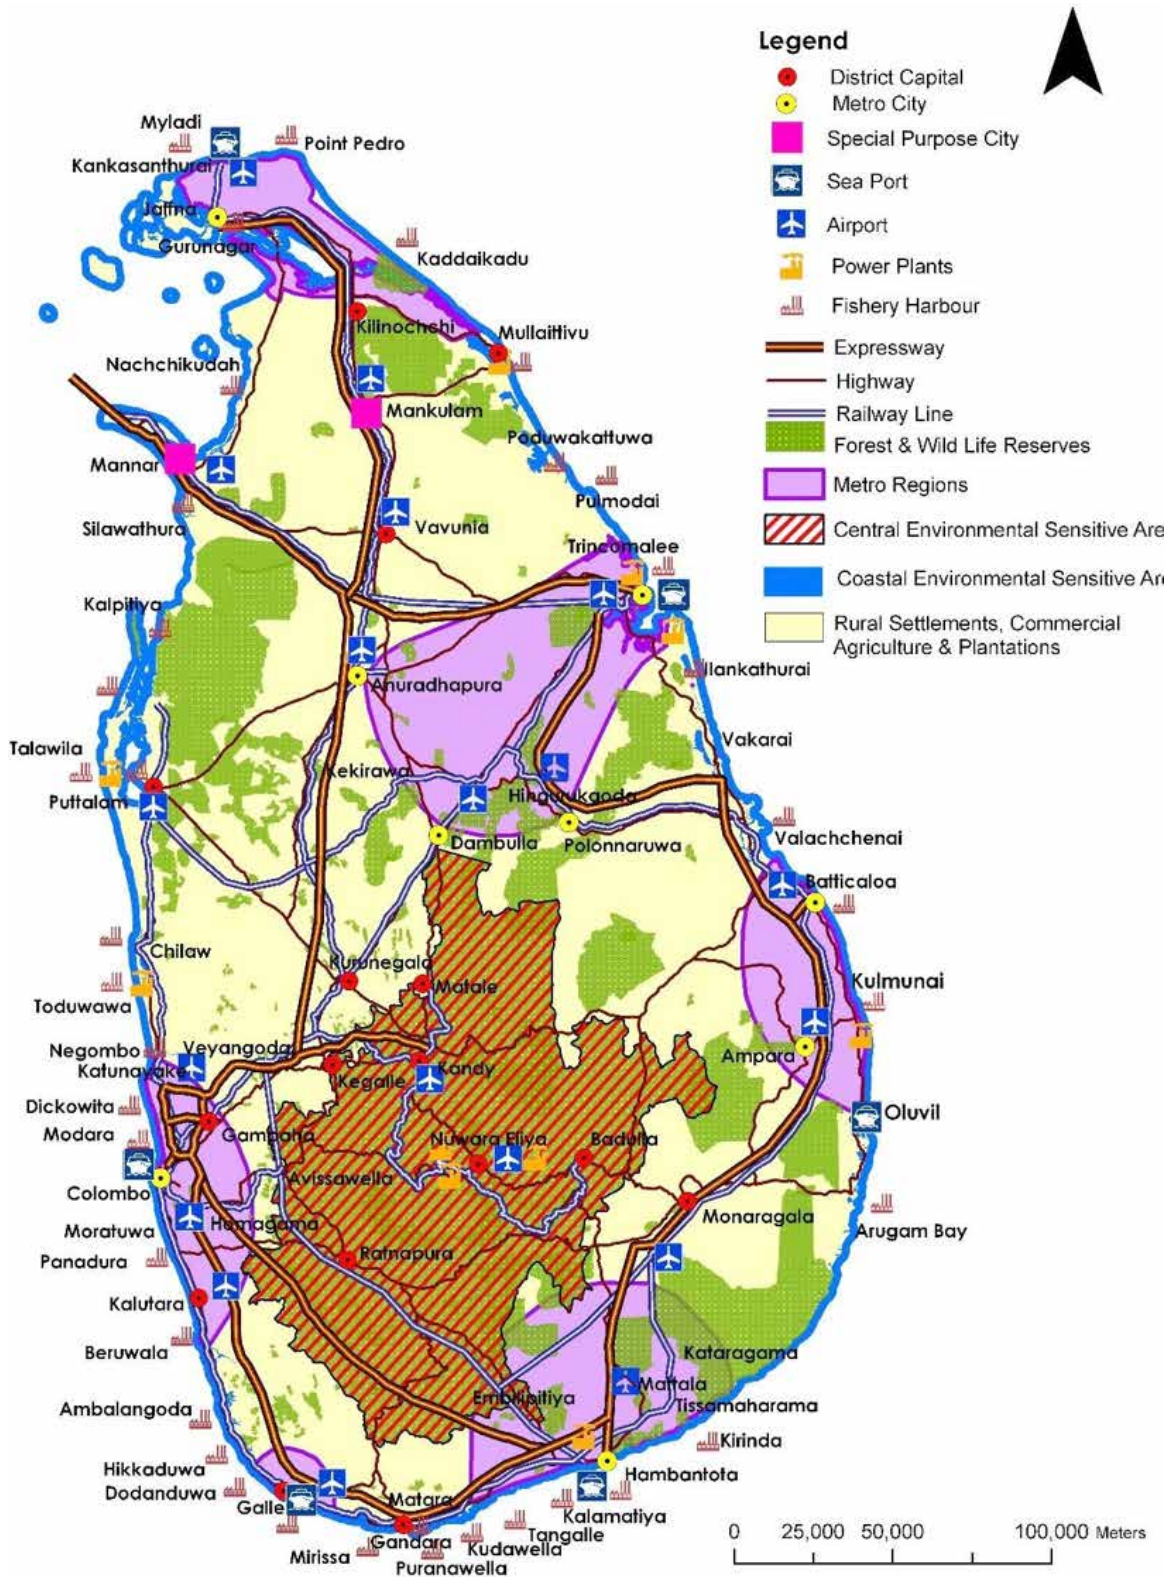 Legend
District Capital
Metro City
Special Purpose City
Sea Port
Airport
Power Plants
Fishery Harbour
Expressway
Highway
Railway Line
Forest & Wild Life Reserves
Metro Regions
Central Environmental Sensitive Are
Coastal Environmental Sensitive Are
Rural Settlements, Commercial
Agriculture & Plantations
Myladi
Point Pedro
Kankasanthurai
Jaffna
Gurunagar
Kaddaikadu
Kilinochchi
Mullaittivu
Nachchikudah
Mankulam
Poduwakattuwa
Mannar
Pulmodai
Silawathura
Vavunia
Trincomalee
Kalpitiya
Illankathurai
Anuradhapura
Vakarai
Talawila
Kekirawa
Puttalam
Hingurukgoda
Dambulla
Polonnaruwa
Valachchenai
Batticaloa
Chilaw
Kurunegala
Matale
Kulmunai
Toduwawa
Negombo
Veyangoda
Katunayake
Ampara
Kegalle
Kandy
Dickowita
Oluvil
Modara
Gampaha
Nuwara Eliya
Badulla
Avissawella
Colombo
Monaragala
Moratuwa
Homagama
Arugam Bay
Panadura
Ratnapura
Kalutara
Beruwala
Kataragama
Mattala
Embilipitiya
Tissamaharama
Ambalangoda
Kirinda
Hikkaduwa
Hambantota
Dodanduwa
Galle
Matara
Kalamatiya
Tangalle
Gandara
Kudawella
Mirissa
Puranawella
0 25,000 50,000 100,000 Meters